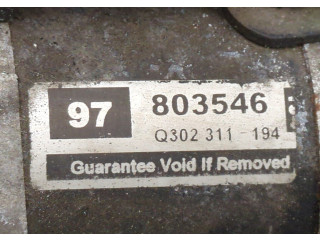 97 803546
Q302 311 - 194
Guarantee Void If Removed